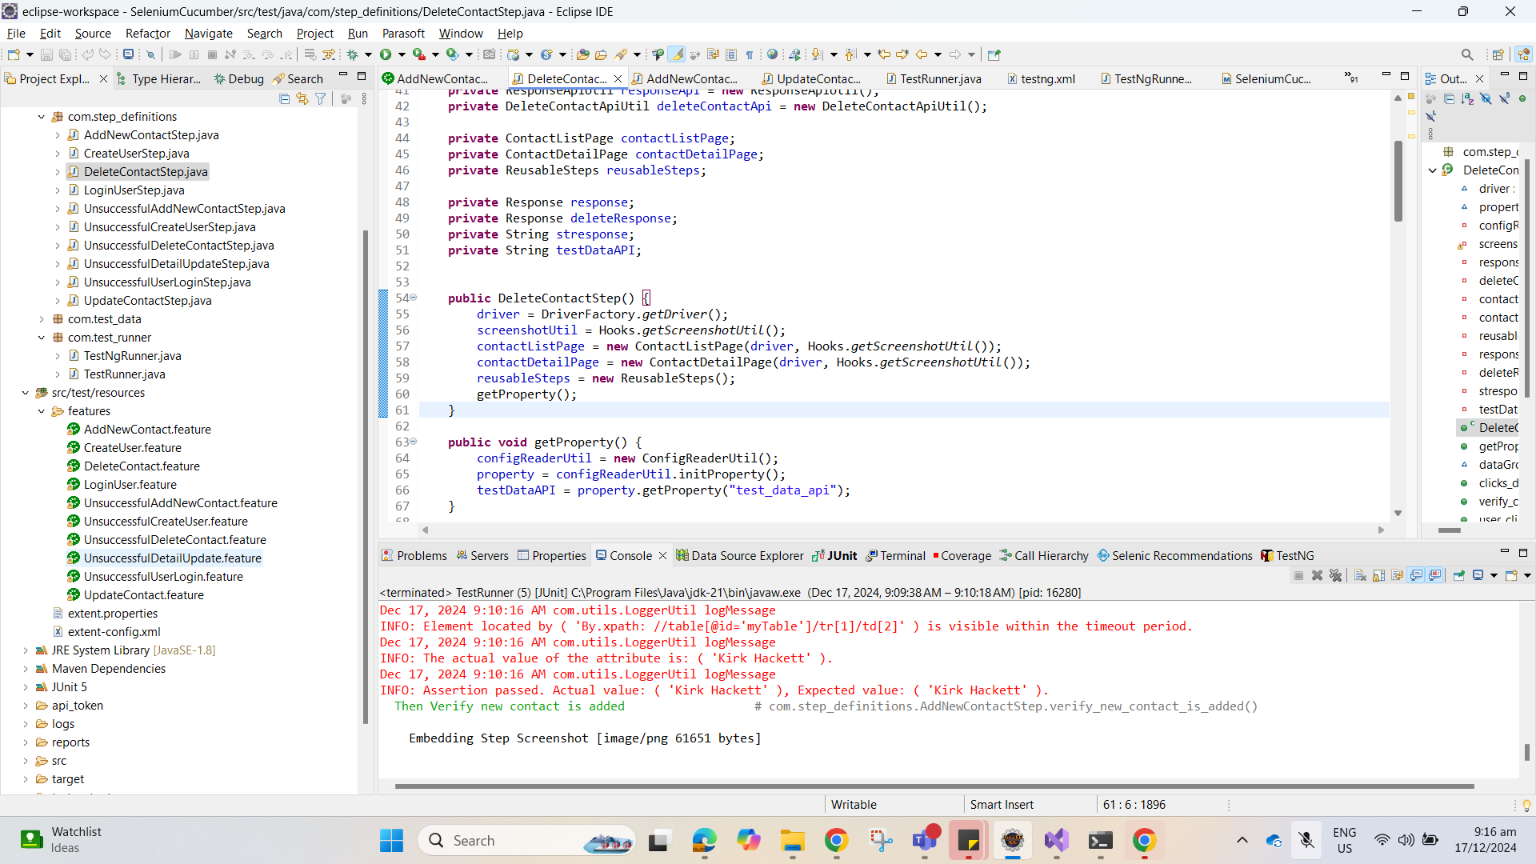 eclipse-workspace - SeleniumCucumber/src/test/java/com/step_definitions/DeleteContactStep.java - Eclipse IDE
File Edit Source Refactor Navigate Search Project Run Parasoft Window Help
Project Expl... Type Hierar... Debug Search
AddNewContac... DeleteContac... AddNewContac... UpdateContac... TestRunner.java testng.xml TestNgRunne... SeleniumCuc... »91
Out...
com.step_definitions
AddNewContactStep.java
CreateUserStep.java
DeleteContactStep.java
LoginUserStep.java
UnsuccessfulAddNewContactStep.java
UnsuccessfulCreateUserStep.java
UnsuccessfulDeleteContactStep.java
UnsuccessfulDetailUpdateStep.java
UnsuccessfulUserLoginStep.java
UpdateContactStep.java
com.test_data
com.test_runner
TestNgRunner.java
TestRunner.java
src/test/resources
features
AddNewContact.feature
CreateUser.feature
DeleteContact.feature
LoginUser.feature
UnsuccessfulAddNewContact.feature
UnsuccessfulCreateUser.feature
UnsuccessfulDeleteContact.feature
UnsuccessfulDetailUpdate.feature
UnsuccessfulUserLogin.feature
UpdateContact.feature
extent.properties
extent-config.xml
JRE System Library [JavaSE-1.8]
Maven Dependencies
JUnit 5
api_token
logs
reports
src
target
41 private ResponseApiUtil responseApi = new ResponseApiUtil();
42 private DeleteContactApiUtil deleteContactApi = new DeleteContactApiUtil();
43
44 private ContactListPage contactListPage;
45 private ContactDetailPage contactDetailPage;
46 private ReusableSteps reusableSteps;
47
48 private Response response;
49 private Response deleteResponse;
50 private String stresponse;
51 private String testDataAPI;
52
53
54 public DeleteContactStep() {
55 driver = DriverFactory.getDriver();
56 screenshotUtil = Hooks.getScreenshotUtil();
57 contactListPage = new ContactListPage(driver, Hooks.getScreenshotUtil());
58 contactDetailPage = new ContactDetailPage(driver, Hooks.getScreenshotUtil());
59 reusableSteps = new ReusableSteps();
60 getProperty();
61 }
62
63 public void getProperty() {
64 configReaderUtil = new ConfigReaderUtil();
65 property = configReaderUtil.initProperty();
66 testDataAPI = property.getProperty("test_data_api");
67 }
68
com.step_d
DeleteCon
driver :
propert
configR
screens
respons
deleteC
contact
contact
reusabl
respons
deleteR
strespo
testDat
DeleteC
getProp
dataGro
clicks_d
verify_c
user_cli
Problems Servers Properties Console Data Source Explorer JUnit Terminal Coverage Call Hierarchy Selenic Recommendations TestNG
<terminated> TestRunner (5) [JUnit] C:\Program Files\Java\jdk-21\bin\javaw.exe (Dec 17, 2024, 9:09:38 AM – 9:10:18 AM) [pid: 16280]
Dec 17, 2024 9:10:16 AM com.utils.LoggerUtil logMessage
INFO: Element located by ( 'By.xpath: //table[@id='myTable']/tr[1]/td[2]' ) is visible within the timeout period.
Dec 17, 2024 9:10:16 AM com.utils.LoggerUtil logMessage
INFO: The actual value of the attribute is: ( 'Kirk Hackett' ).
Dec 17, 2024 9:10:16 AM com.utils.LoggerUtil logMessage
INFO: Assertion passed. Actual value: ( 'Kirk Hackett' ), Expected value: ( 'Kirk Hackett' ).
Then Verify new contact is added # com.step_definitions.AddNewContactStep.verify_new_contact_is_added()
Embedding Step Screenshot [image/png 61651 bytes]
Writable Smart Insert 61 : 6 : 1896
Watchlist
Ideas
Search
ENG
US
9:16 am
17/12/2024